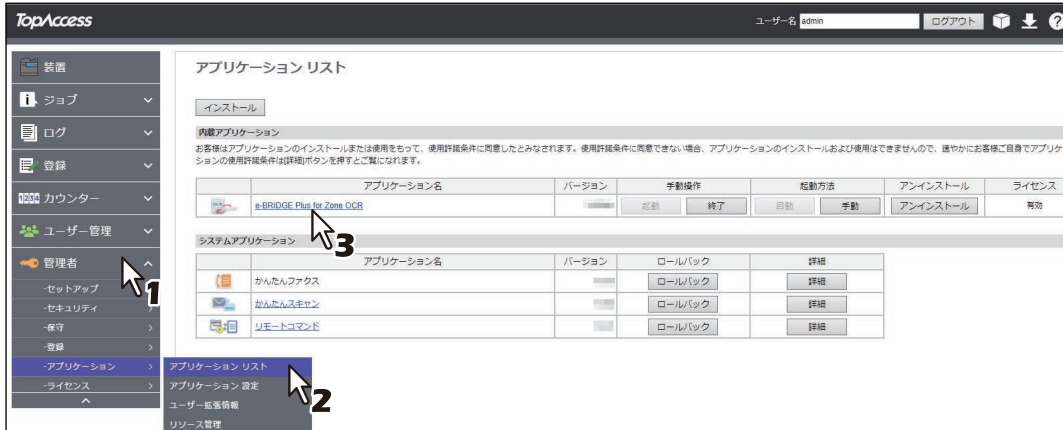 TopAccess
ユーザー名 admin ログアウト
装置
ジョブ
ログ
登録
1234 カウンター
ユーザー管理
管理者
-セットアップ
-セキュリティ
-保守
-登録
-アプリケーション
-ライセンス
アプリケーション リスト
アプリケーション 設定
ユーザー拡張情報
リソース管理
1
2
アプリケーション リスト
インストール
内蔵アプリケーション
お客様はアプリケーションのインストールまたは使用をもって、使用許諾条件に同意したとみなされます。使用許諾条件に同意できない場合、アプリケーションのインストールおよび使用はできませんので、速やかにお客様ご自身でアプリケ
ションの使用許諾条件は[詳細]ボタンを押すとご覧になれます。
アプリケーション名 バージョン 手動操作 起動方法 アンインストール ライセンス
e-BRIDGE Plus for Zone OCR 起動 終了 自動 手動 アンインストール 有効
3
システムアプリケーション
アプリケーション名 バージョン ロールバック 詳細
かんたんファクス ロールバック 詳細
かんたんスキャン ロールバック 詳細
リモートコマンド ロールバック 詳細